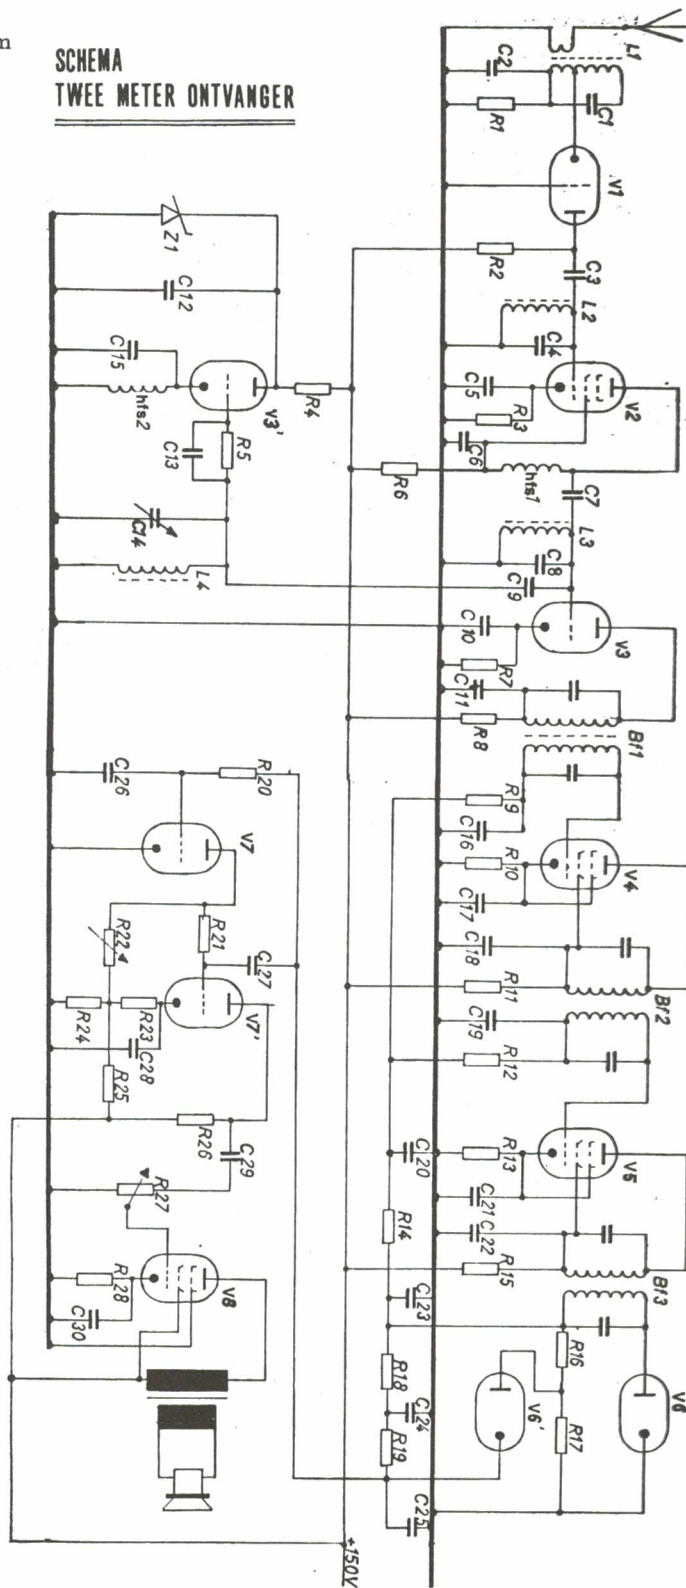 m
SCHEMA
TWEE METER ONTVANGER
L1
C2
C1
R1
V1
R2
C3
L2
C4
C5
V2
R3
C6
hfs1
C7
R6
L3
C8
C9
C10
V3
R7
C11
R8
Bf1
R9
C16
R10
V4
C17
C18
R11
Bf2
C19
R12
C20
R13
V5
C21
C22
R14
R15
Bf3
C23
R16
R18
V6'
R17
V6
C24
R19
C25
+150V
Z1
C12
C15
hfs2
V3'
R4
R5
C13
C14
L4
C26
R20
V7
R22
R21
C27
R24
R23
V7'
C28
R25
R26
C29
R27
R28
V8
C30